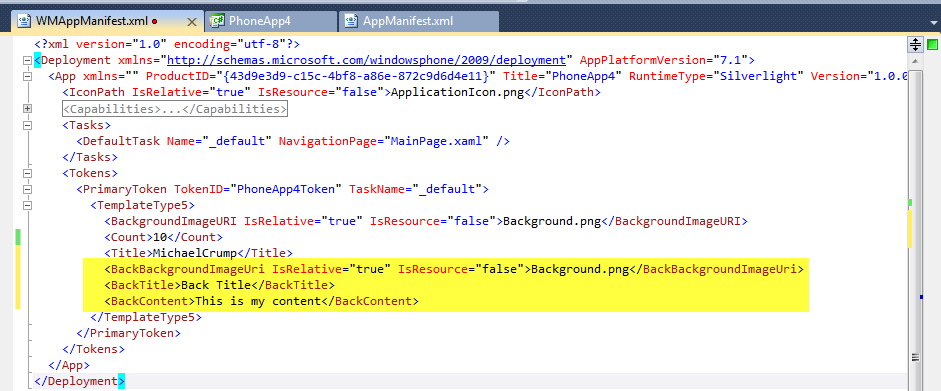 WMAppManifest.xml
PhoneApp4
AppManifest.xml
<?xml version="1.0" encoding="utf-8"?>
<Deployment xmlns="http://schemas.microsoft.com/windowsphone/2009/deployment" AppPlatformVersion="7.1">
<App xmlns="" ProductID="{43d9e3d9-c15c-4bf8-a86e-872c9d6d4e11}" Title="PhoneApp4" RuntimeType="Silverlight" Version="1.0.0
<IconPath IsRelative="true" IsResource="false">ApplicationIcon.png</IconPath>
<Capabilities>...</Capabilities>
<Tasks>
<DefaultTask Name="_default" NavigationPage="MainPage.xaml" />
</Tasks>
<Tokens>
<PrimaryToken TokenID="PhoneApp4Token" TaskName="_default">
<TemplateType5>
<BackgroundImageURI IsRelative="true" IsResource="false">Background.png</BackgroundImageURI>
<Count>10</Count>
<Title>MichaelCrump</Title>
<BackBackgroundImageUri IsRelative="true" IsResource="false">Background.png</BackBackgroundImageUri>
<BackTitle>Back Title</BackTitle>
<BackContent>This is my content</BackContent>
</TemplateType5>
</PrimaryToken>
</Tokens>
</App>
</Deployment>